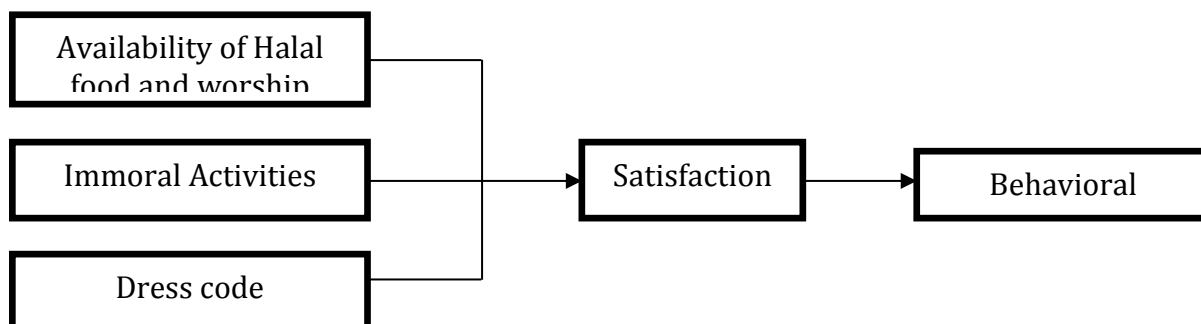 Availability of Halal
food and worship
Immoral Activities
Dress code
Satisfaction
Behavioral